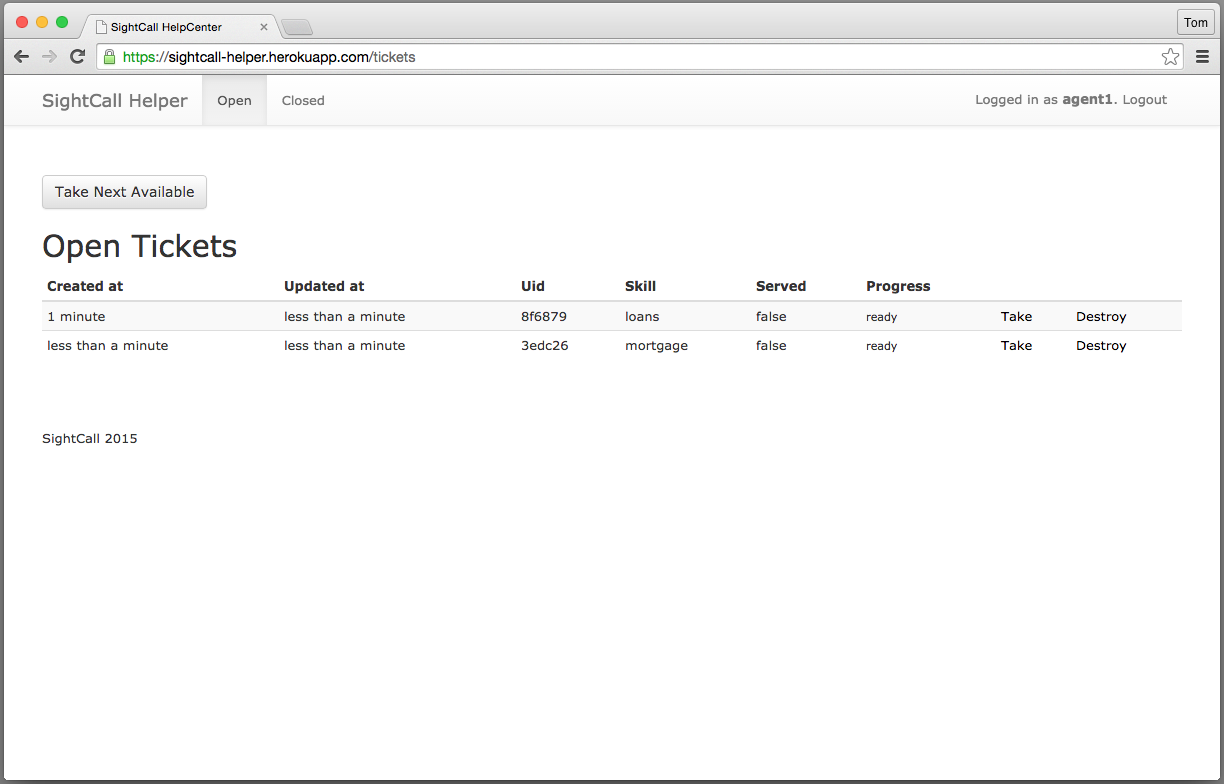 SightCall HelpCenter
Tom
https://sightcall-helper.herokuapp.com/tickets
SightCall Helper Open Closed Logged in as agent1. Logout
Take Next Available
Open Tickets
Created at Updated at Uid Skill Served Progress
1 minute less than a minute 8f6879 loans false ready Take Destroy
less than a minute less than a minute 3edc26 mortgage false ready Take Destroy
SightCall 2015